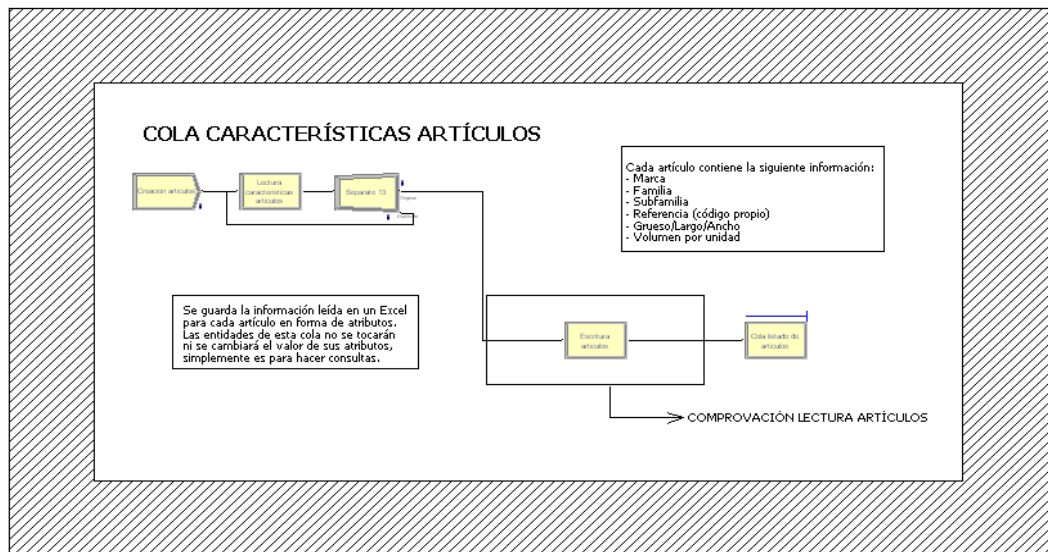 COLA CARACTERÍSTICAS ARTÍCULOS
Creacion articulos
Lectura
caracteristicas
articulos
Separate 13
Original
Cada artículo contiene la siguiente información:
- Marca
- Familia
- Subfamilia
- Referencia (código propio)
- Grueso/Largo/Ancho
- Volumen por unidad
Se guarda la información leída en un Excel
para cada artículo en forma de atributos.
Las entidades de esta cola no se tocarán
ni se cambiará el valor de sus atributos,
simplemente es para hacer consultas.
Escritura
articulos
Cola listado de
articulos
COMPROVACIÓN LECTURA ARTÍCULOS